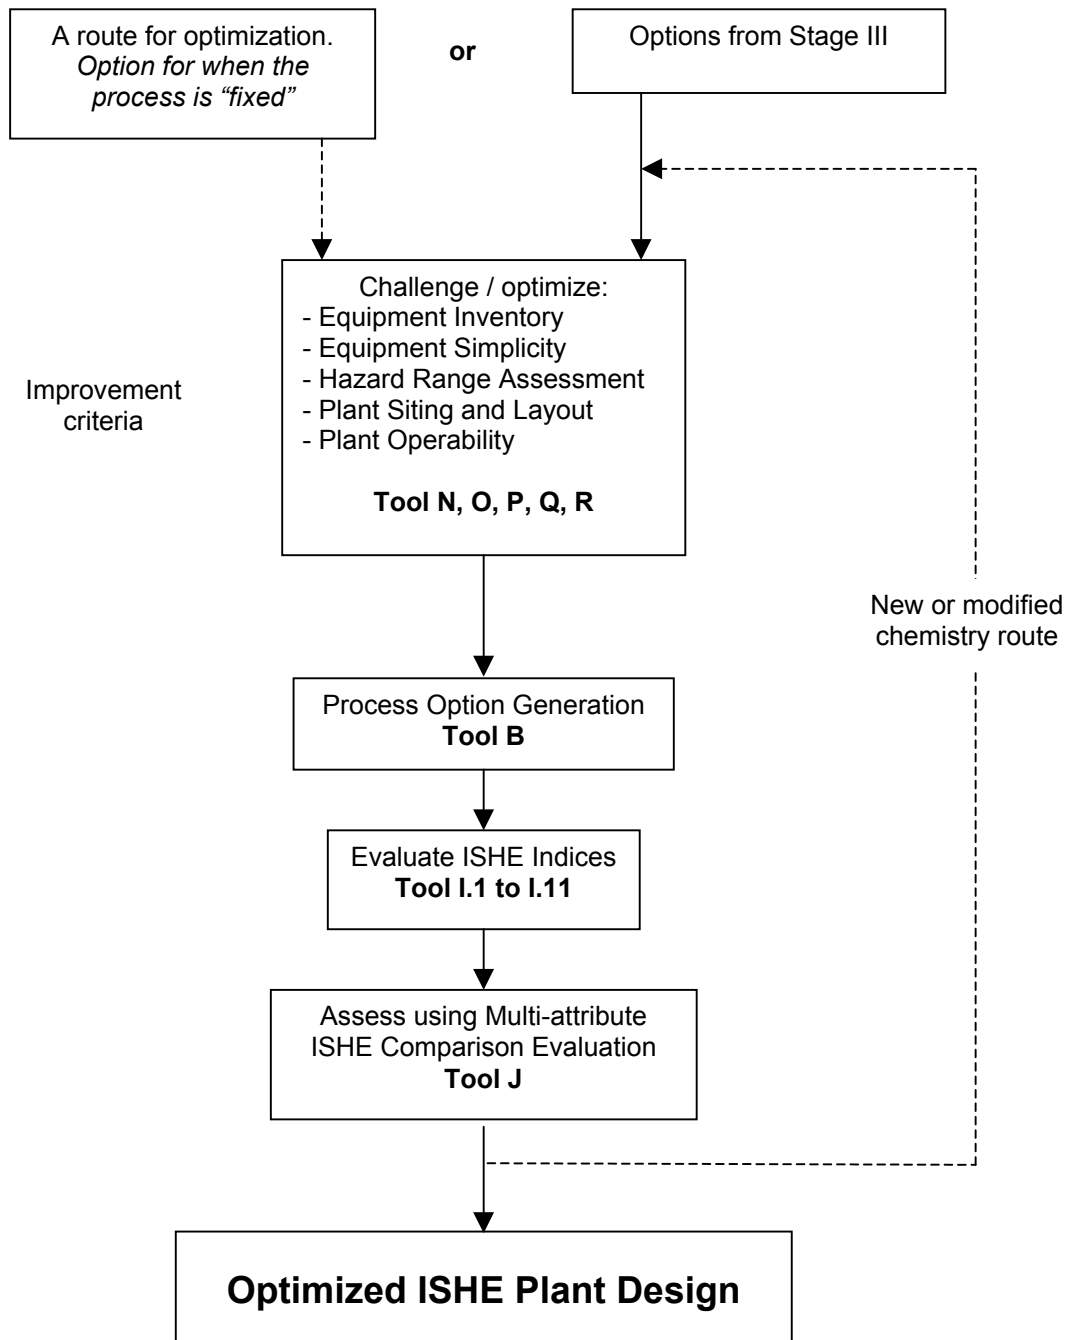 A route for optimization.
Option for when the
process is “fixed”
or
Options from Stage III
Challenge / optimize:
- Equipment Inventory
- Equipment Simplicity
- Hazard Range Assessment
- Plant Siting and Layout
- Plant Operability
Tool N, O, P, Q, R
Improvement
criteria
New or modified
chemistry route
Process Option Generation
Tool B
Evaluate ISHE Indices
Tool I.1 to I.11
Assess using Multi-attribute
ISHE Comparison Evaluation
Tool J
Optimized ISHE Plant Design